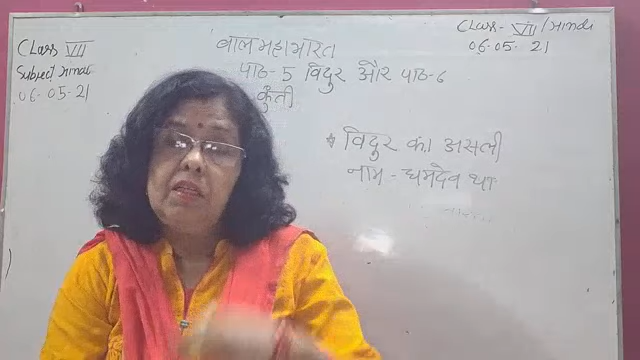 CLass VII
Subject Hindi
06.05.21
बाल महाभारत
पाठ-5 विदुर और पाठ-6
कुंती
CLass- VII/Hindi
06.05.21
* विदुर का असली
नाम - धर्मदेव था